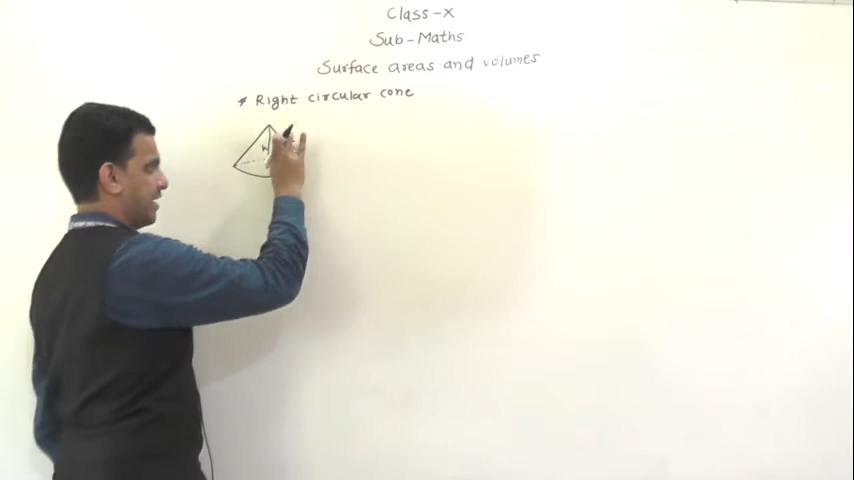 Class-X
Sub-Maths
Surface areas and volumes
* Right circular cone
h